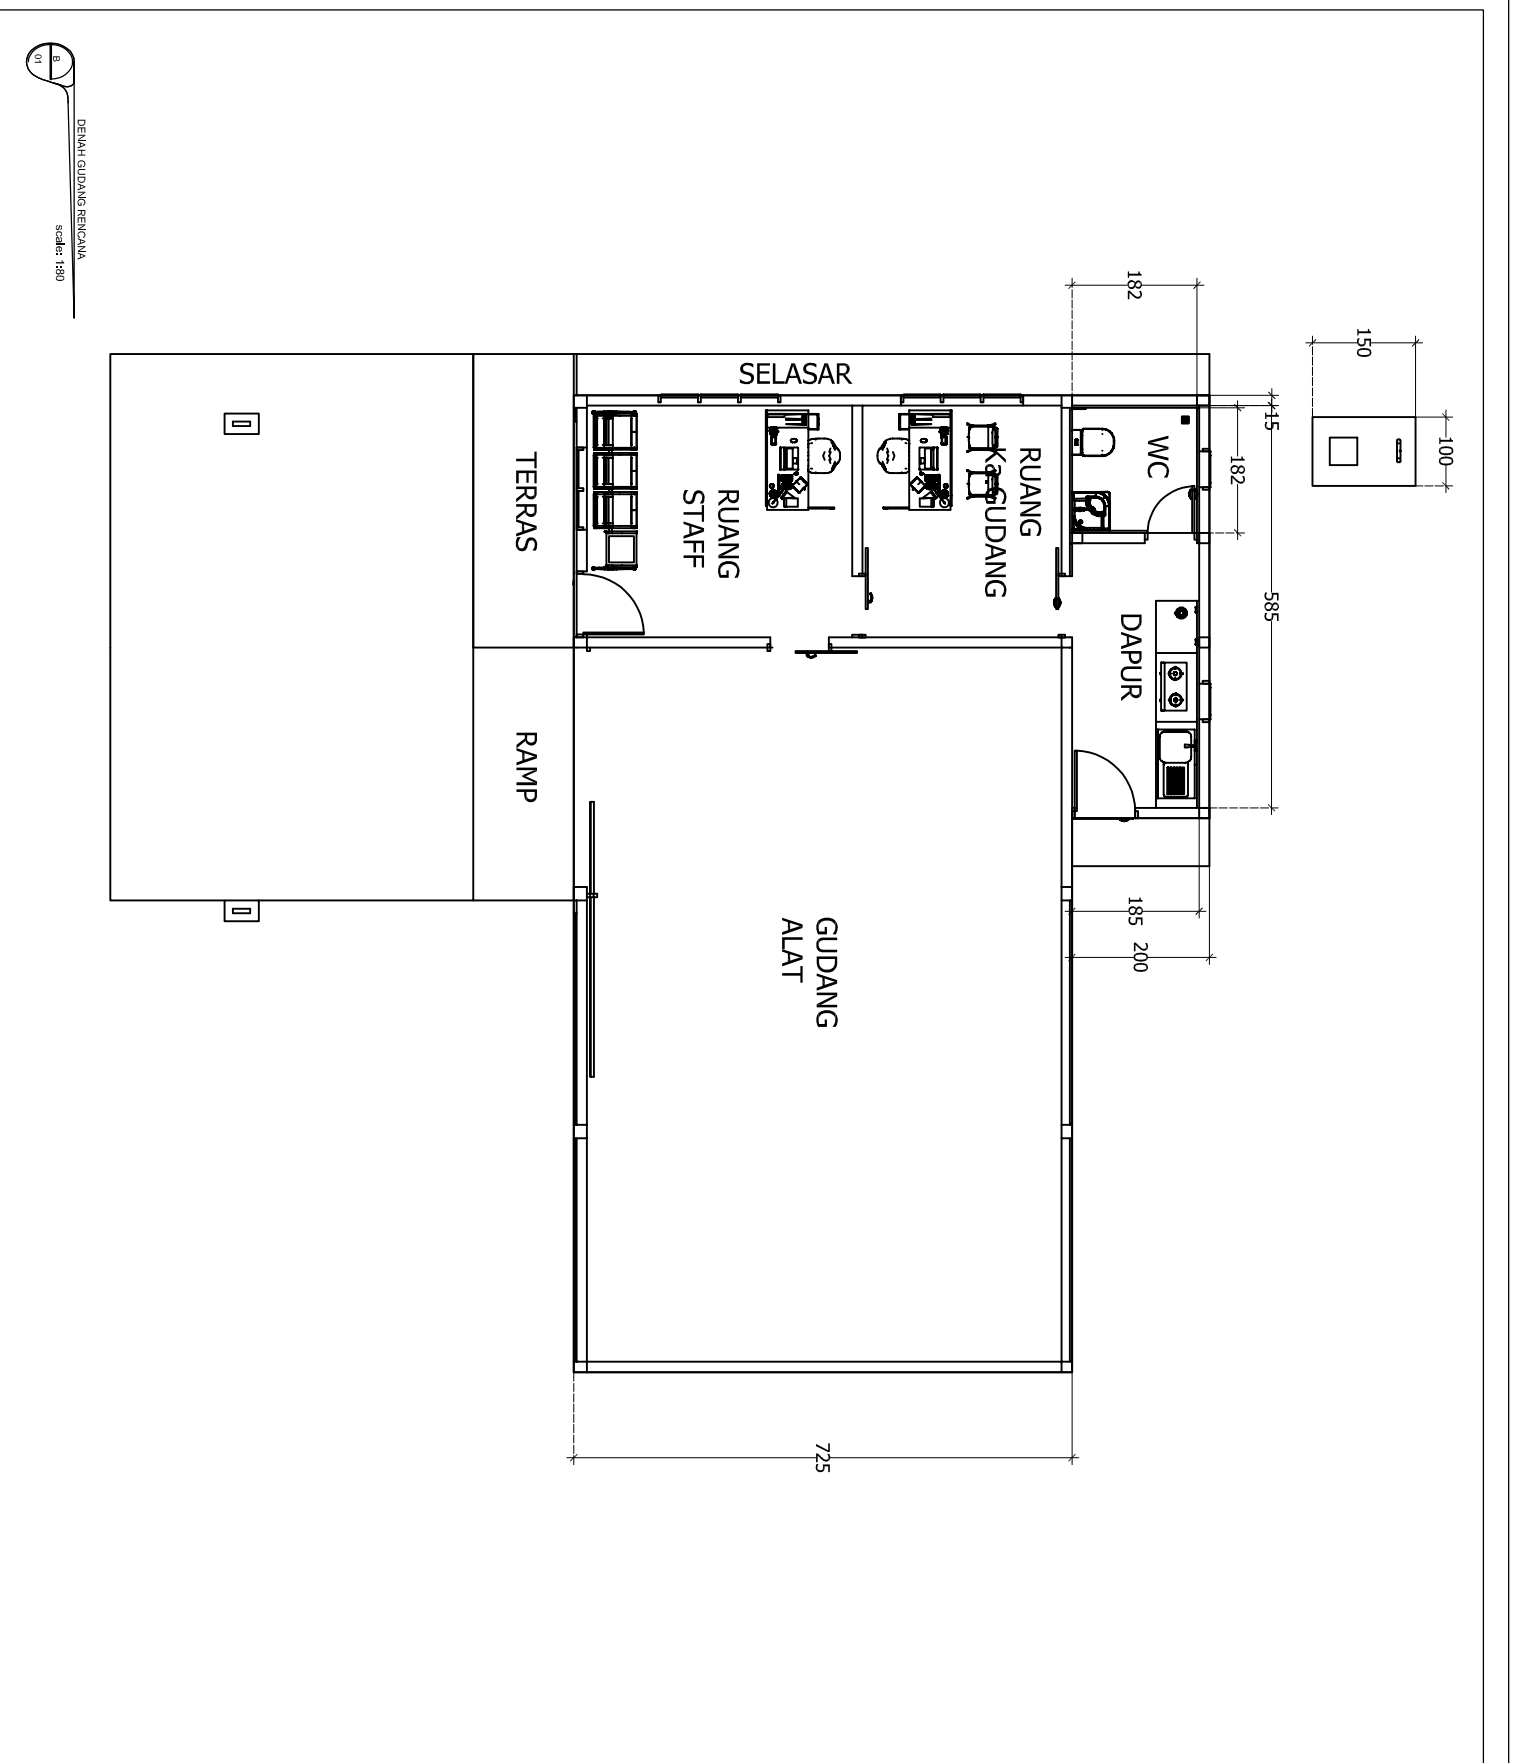 B
01
DENAH GUDANG RENCANA
scale: 1:80
182
150
100
SELASAR
15
182
WC
RUANG
Ka GUDANG
RUANG
STAFF
TERRAS
585
DAPUR
RAMP
185
200
GUDANG
ALAT
725